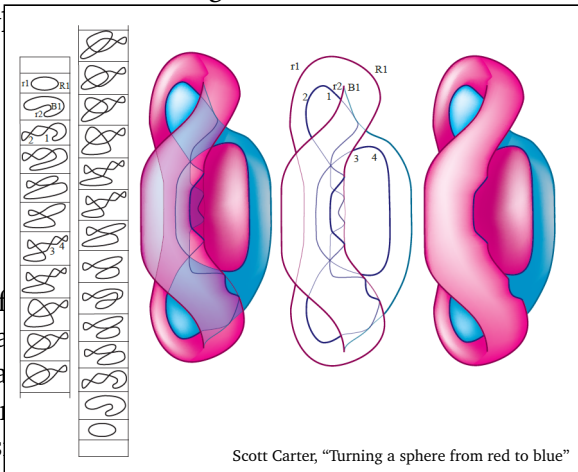 r1 R1
r2 B1
2 1
3 4
r1 R1
r2 B1
2 1
3 4
Scott Carter, “Turning a sphere from red to blue”